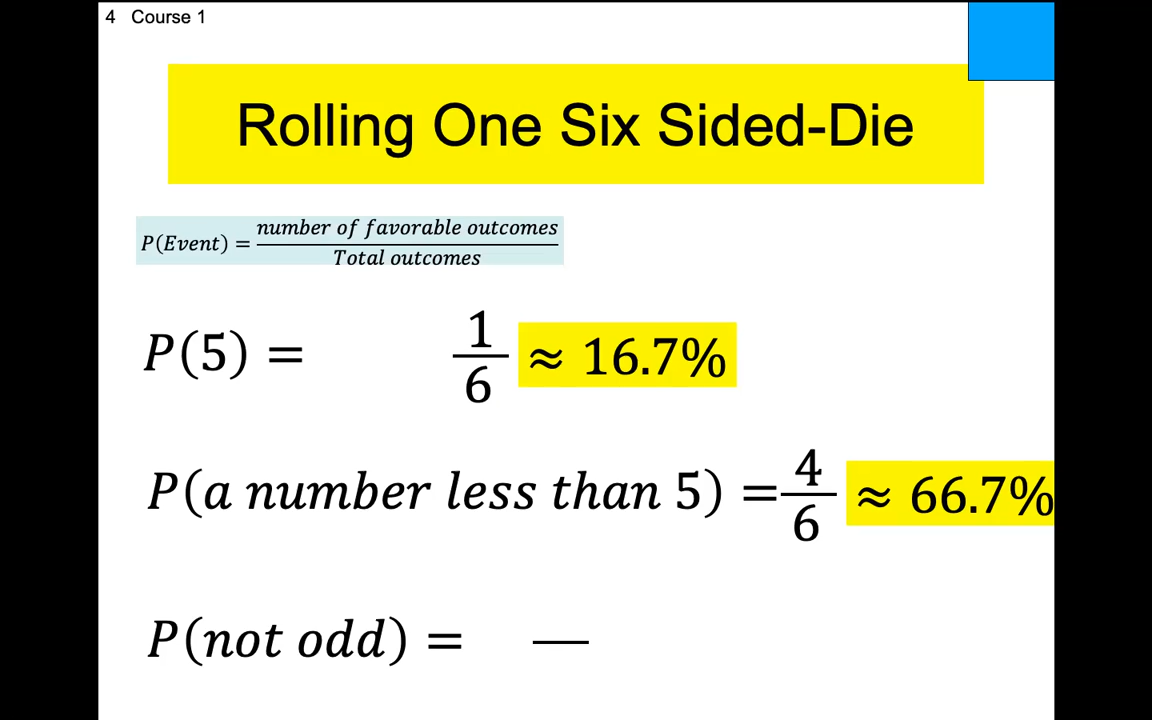 4 Course 1
Rolling One Six Sided-Die
P(Event) = number of favorable outcomes / Total outcomes
P(5) = 1/6 ≈ 16.7%
P(a number less than 5) = 4/6 ≈ 66.7%
P(not odd) = —